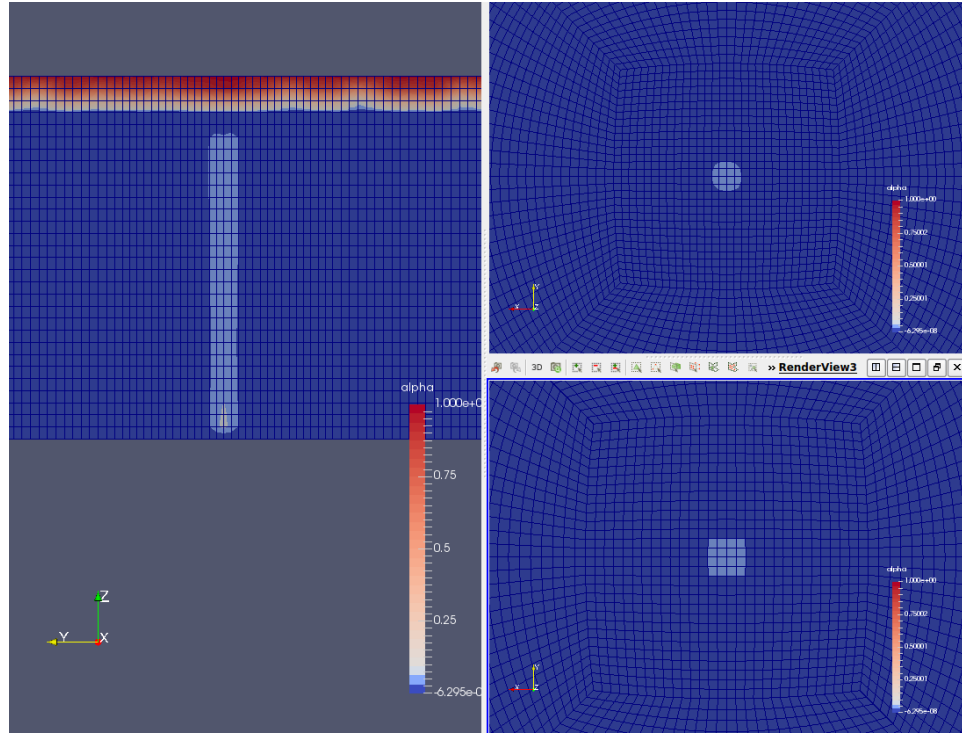 alpha
1.000e+0
0.75
0.5
0.25
-6.295e-0
Z
Y
X
alpha
1.000e+00
0.75002
0.50001
0.25001
-6.295e-08
Y
X
Z
3D
» RenderView3
alpha
1.000e+00
0.75002
0.50001
0.25001
-6.295e-08
Y
X
Z